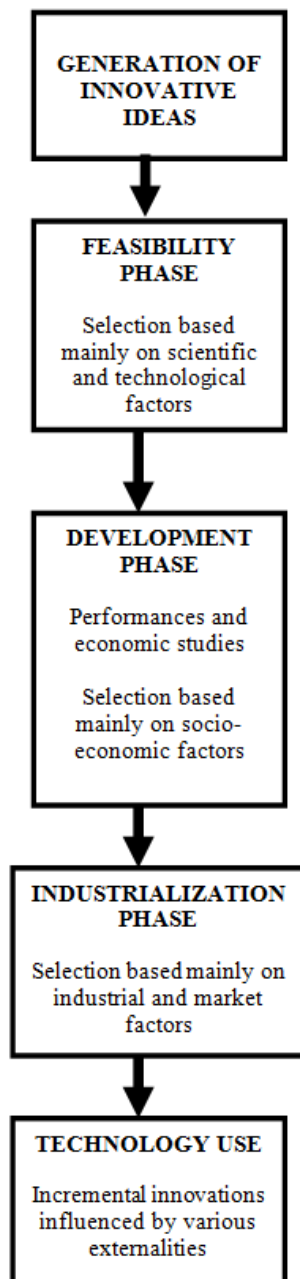 GENERATION OF
INNOVATIVE
IDEAS
FEASIBILITY
PHASE
Selection based
mainly on scientific
and technological
factors
DEVELOPMENT
PHASE
Performances and
economic studies
Selection based
mainly on socio-
economic factors
INDUSTRIALIZATION
PHASE
Selection based mainly on
industrial and market
factors
TECHNOLOGY USE
Incremental innovations
influenced by various
externalities